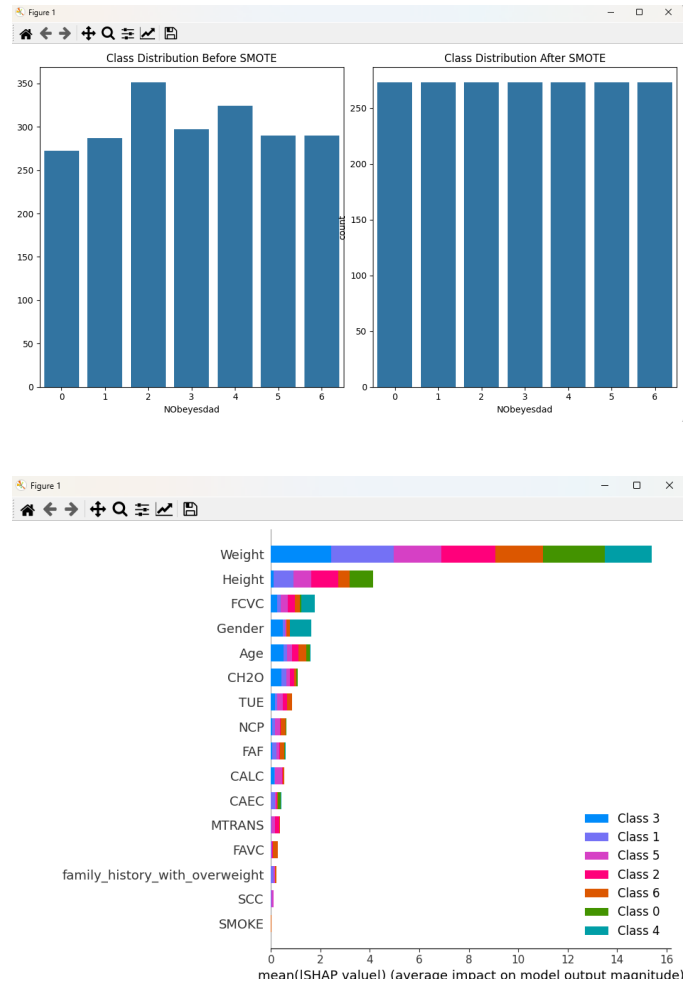 Figure 1
Class Distribution Before SMOTE
Class Distribution After SMOTE
350
300
250
200
150
100
50
0
0 1 2 3 4 5 6
NObeyesdad
count
250
200
150
100
50
0
0 1 2 3 4 5 6
NObeyesdad
Figure 1
Weight
Height
FCVC
Gender
Age
CH2O
TUE
NCP
FAF
CALC
CAEC
MTRANS
FAVC
family_history_with_overweight
SCC
SMOKE
Class 3
Class 1
Class 5
Class 2
Class 6
Class 0
Class 4
0 2 4 6 8 10 12 14 16
mean(|SHAP value|) (average impact on model output magnitude)